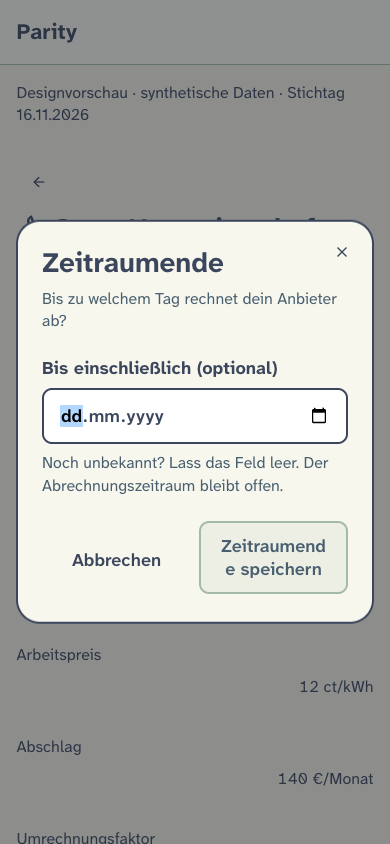 Parity
Designvorschau · synthetische Daten · Stichtag
16.11.2026
←
Zeitraumende
×
Bis zu welchem Tag rechnet dein Anbieter
ab?
Bis einschließlich (optional)
dd.mm.yyyy
Noch unbekannt? Lass das Feld leer. Der
Abrechnungszeitraum bleibt offen.
Abbrechen
Zeitraumend
e speichern
Arbeitspreis
12 ct/kWh
Abschlag
140 €/Monat
Umrechnungsfaktor